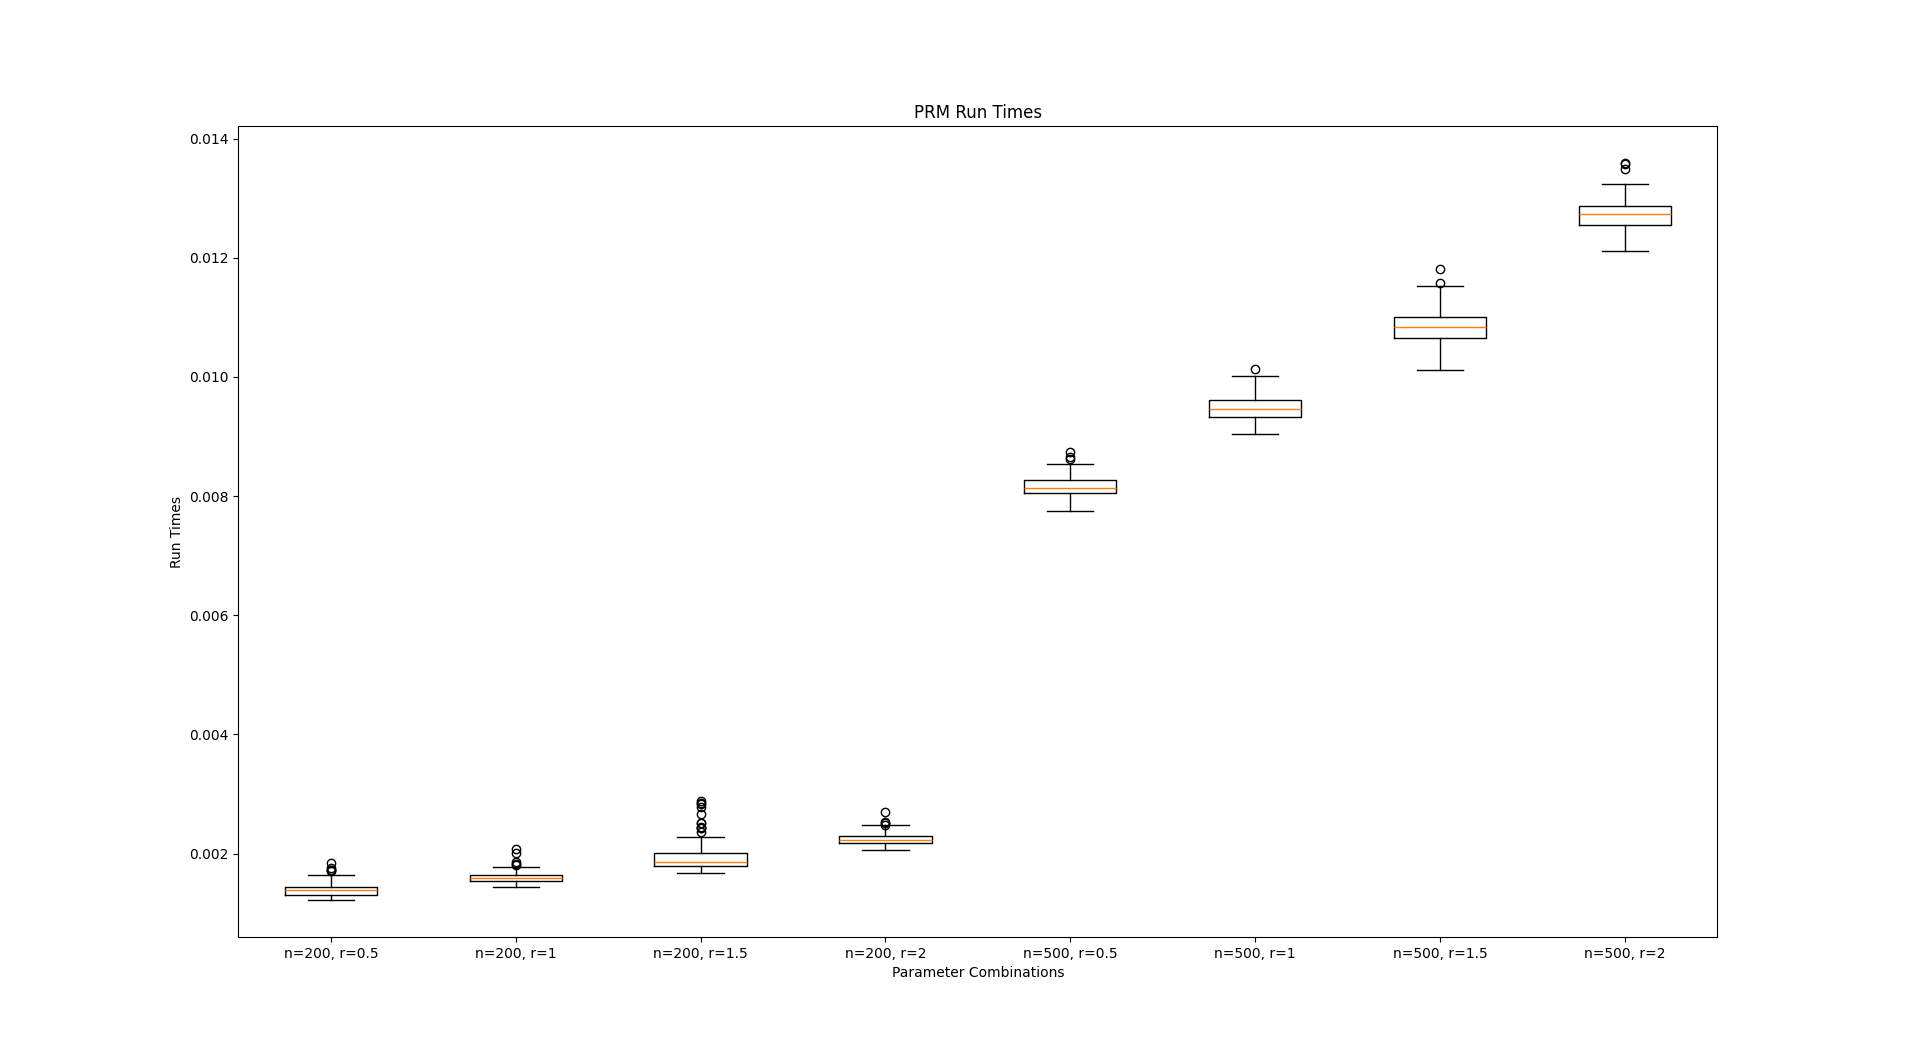 PRM Run Times
Run Times
0.014
0.012
0.010
0.008
0.006
0.004
0.002
n=200, r=0.5 n=200, r=1 n=200, r=1.5 n=200, r=2 n=500, r=0.5 n=500, r=1 n=500, r=1.5 n=500, r=2
Parameter Combinations